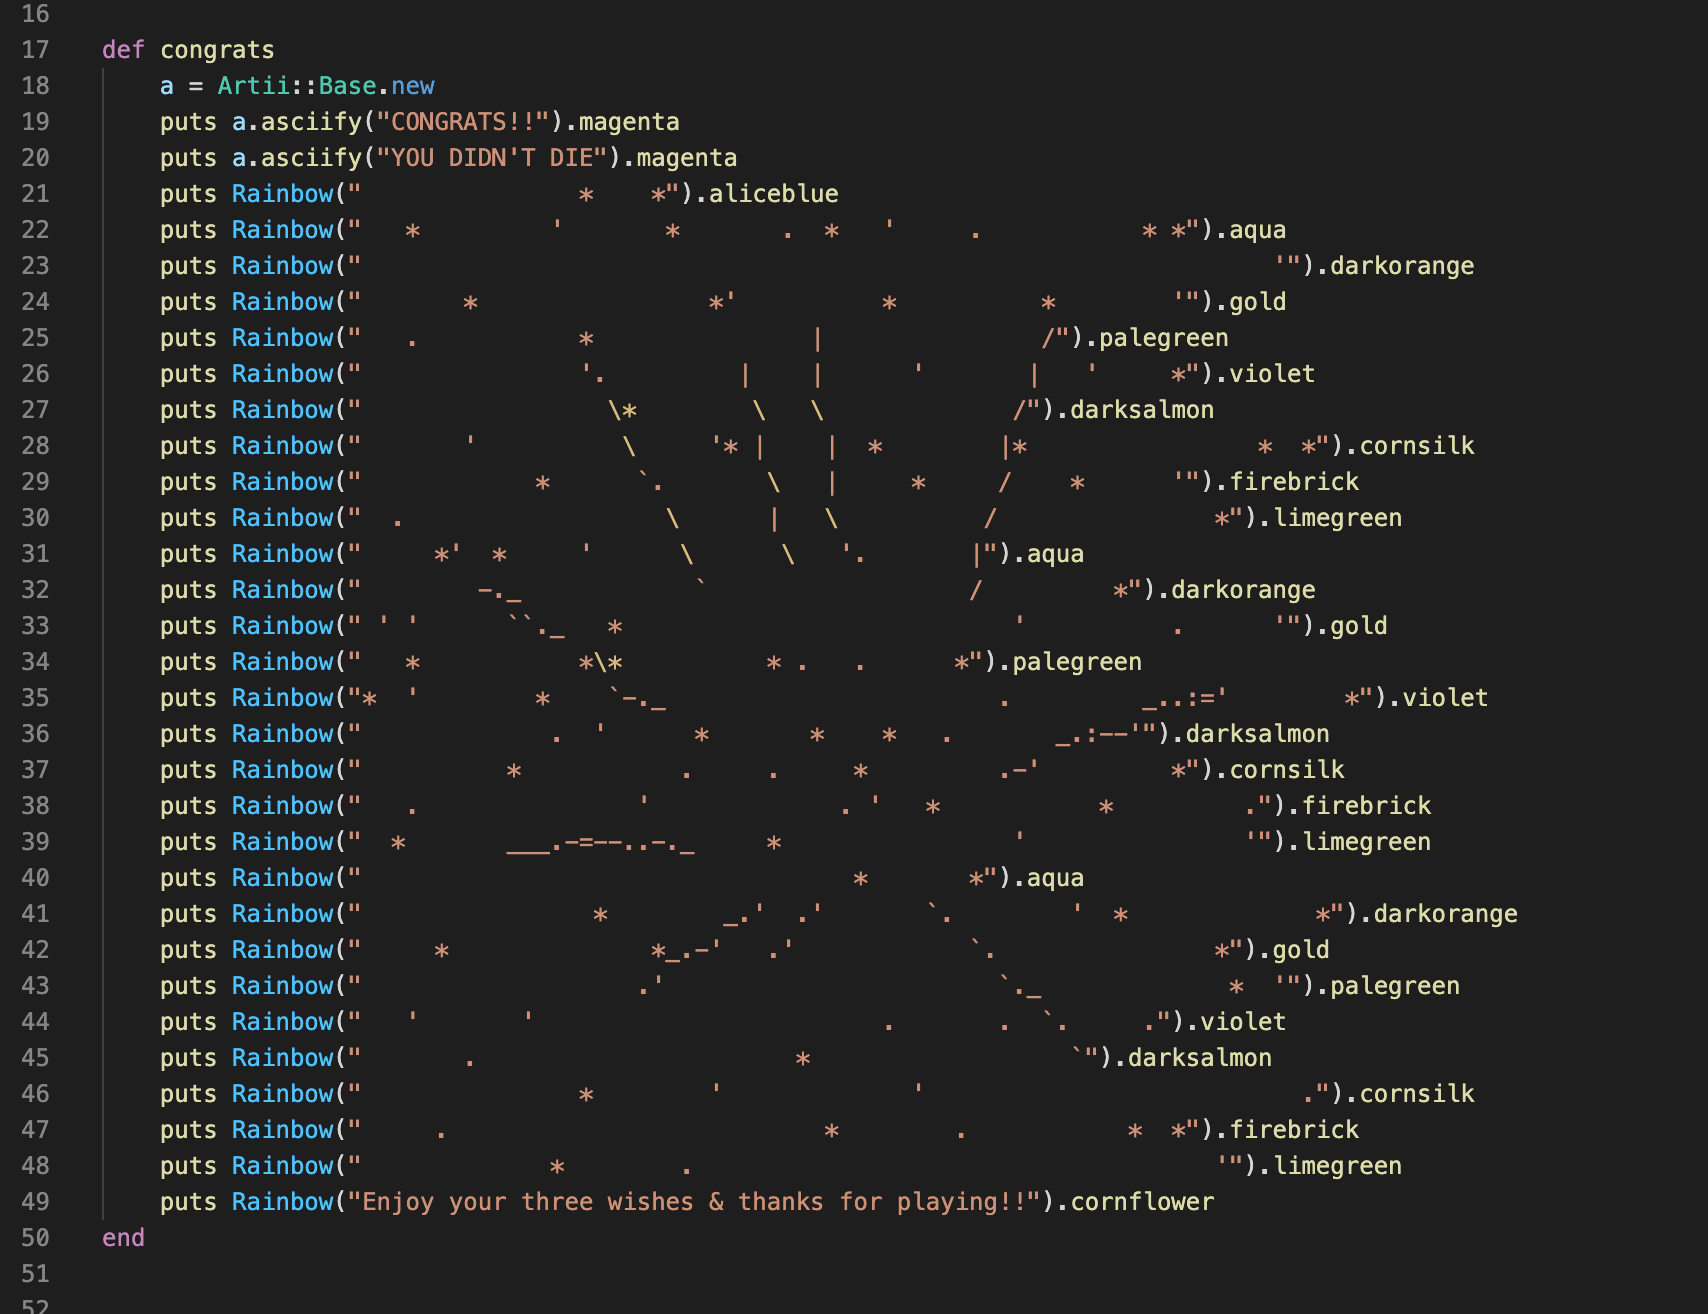 16
17 def congrats
18     a = Artii::Base.new
19     puts a.asciify("CONGRATS!!").magenta
20     puts a.asciify("YOU DIDN'T DIE").magenta
21     puts Rainbow("               *    *").aliceblue
22     puts Rainbow("   *         '       *       .  *   '     .           * *").aqua
23     puts Rainbow("                                                               '").darkorange
24     puts Rainbow("       *                *'          *          *        '").gold
25     puts Rainbow("   .           *               |               /").palegreen
26     puts Rainbow("               '.         |    |      '       |   '     *").violet
27     puts Rainbow("                 \*        \   \             /").darksalmon
28     puts Rainbow("       '          \     '* |    |  *        |*                *  *").cornsilk
29     puts Rainbow("            *      `.       \   |     *     /    *      '").firebrick
30     puts Rainbow("  .                  \      |   \          /               *").limegreen
31     puts Rainbow("     *'  *     '      \      \   '.        |").aqua
32     puts Rainbow("        -._            `                  /         *").darkorange
33     puts Rainbow(" ' '      ``._   *                           '          .      '").gold
34     puts Rainbow("   *           *\*          * .   .      *").palegreen
35     puts Rainbow("*  '        *    `-._                       .         _..:='        *").violet
36     puts Rainbow("             .  '      *       *    *   .       _.:--'").darksalmon
37     puts Rainbow("          *           .     .     *         .-'         *").cornsilk
38     puts Rainbow("   .               '             . '   *           *         .").firebrick
39     puts Rainbow("  *       ___.-=--..-._     *                '               '").limegreen
40     puts Rainbow("                                  *       *").aqua
41     puts Rainbow("                *        _.'  .'       `.        '  *             *").darkorange
42     puts Rainbow("     *              *_.-'   .'            `.               *").gold
43     puts Rainbow("                   .'                       `._             *  '").palegreen
44     puts Rainbow("   '       '                        .       .  `.     .").violet
45     puts Rainbow("       .                      *                  `").darksalmon
46     puts Rainbow("               *        '             '                          .").cornsilk
47     puts Rainbow("     .                          *        .           *  *").firebrick
48     puts Rainbow("             *        .                                    '").limegreen
49     puts Rainbow("Enjoy your three wishes & thanks for playing!!").cornflower
50 end
51
52